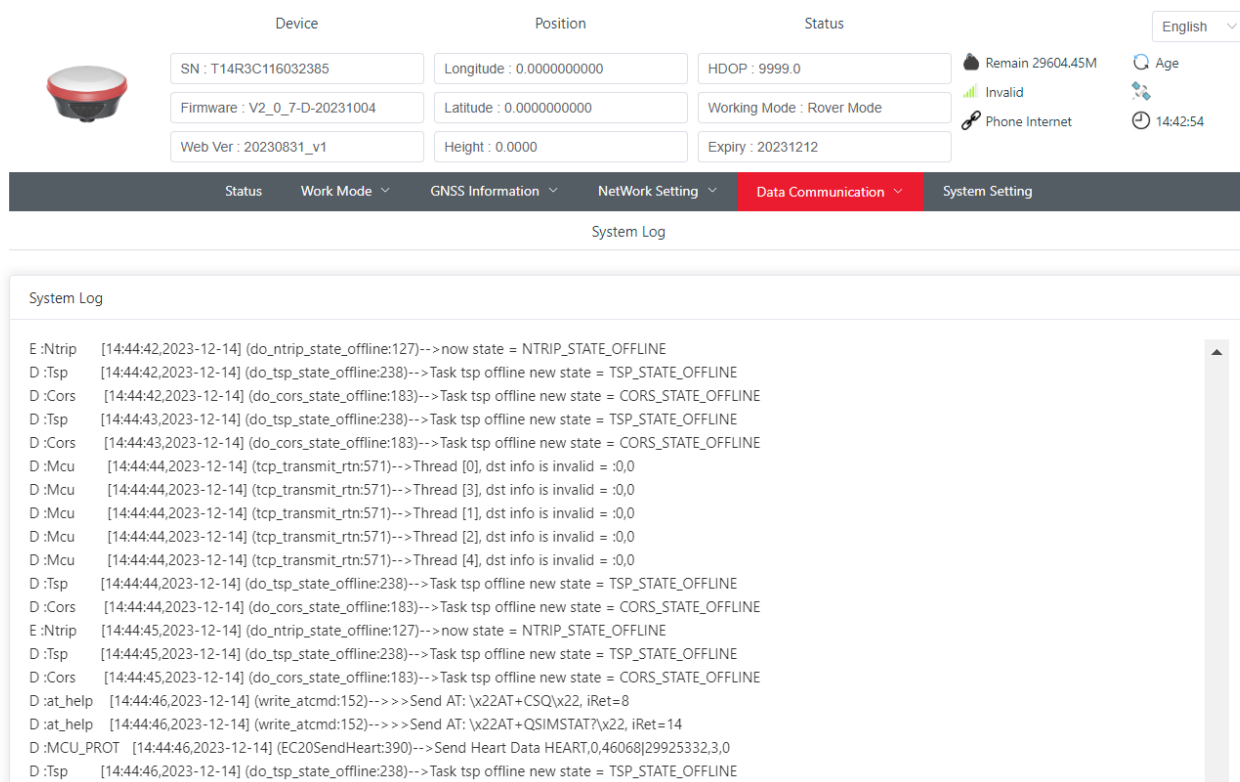 Device Position Status English
SN : T14R3C116032385 Longitude : 0.0000000000 HDOP : 9999.0 Remain 29604.45M Age
Firmware : V2_0_7-D-20231004 Latitude : 0.0000000000 Working Mode : Rover Mode Invalid
Web Ver : 20230831_v1 Height : 0.0000 Expiry : 20231212 Phone Internet 14:42:54
Status Work Mode GNSS Information NetWork Setting Data Communication System Setting
System Log
System Log
E :Ntrip [14:44:42,2023-12-14] (do_ntrip_state_offline:127)-->now state = NTRIP_STATE_OFFLINE
D :Tsp [14:44:42,2023-12-14] (do_tsp_state_offline:238)-->Task tsp offline new state = TSP_STATE_OFFLINE
D :Cors [14:44:42,2023-12-14] (do_cors_state_offline:183)-->Task tsp offline new state = CORS_STATE_OFFLINE
D :Tsp [14:44:43,2023-12-14] (do_tsp_state_offline:238)-->Task tsp offline new state = TSP_STATE_OFFLINE
D :Cors [14:44:43,2023-12-14] (do_cors_state_offline:183)-->Task tsp offline new state = CORS_STATE_OFFLINE
D :Mcu [14:44:44,2023-12-14] (tcp_transmit_rtn:571)-->Thread [0], dst info is invalid = :0,0
D :Mcu [14:44:44,2023-12-14] (tcp_transmit_rtn:571)-->Thread [3], dst info is invalid = :0,0
D :Mcu [14:44:44,2023-12-14] (tcp_transmit_rtn:571)-->Thread [1], dst info is invalid = :0,0
D :Mcu [14:44:44,2023-12-14] (tcp_transmit_rtn:571)-->Thread [2], dst info is invalid = :0,0
D :Mcu [14:44:44,2023-12-14] (tcp_transmit_rtn:571)-->Thread [4], dst info is invalid = :0,0
D :Tsp [14:44:44,2023-12-14] (do_tsp_state_offline:238)-->Task tsp offline new state = TSP_STATE_OFFLINE
D :Cors [14:44:44,2023-12-14] (do_cors_state_offline:183)-->Task tsp offline new state = CORS_STATE_OFFLINE
E :Ntrip [14:44:45,2023-12-14] (do_ntrip_state_offline:127)-->now state = NTRIP_STATE_OFFLINE
D :Tsp [14:44:45,2023-12-14] (do_tsp_state_offline:238)-->Task tsp offline new state = TSP_STATE_OFFLINE
D :Cors [14:44:45,2023-12-14] (do_cors_state_offline:183)-->Task tsp offline new state = CORS_STATE_OFFLINE
D :at_help [14:44:46,2023-12-14] (write_atcmd:152)-->>>Send AT: \x22AT+CSQ\x22, iRet=8
D :at_help [14:44:46,2023-12-14] (write_atcmd:152)-->>>Send AT: \x22AT+QSIMSTAT?\x22, iRet=14
D :MCU_PROT [14:44:46,2023-12-14] (EC20SendHeart:390)-->Send Heart Data HEART,0,46068|29925332,3,0
D :Tsp [14:44:46,2023-12-14] (do_tsp_state_offline:238)-->Task tsp offline new state = TSP_STATE_OFFLINE